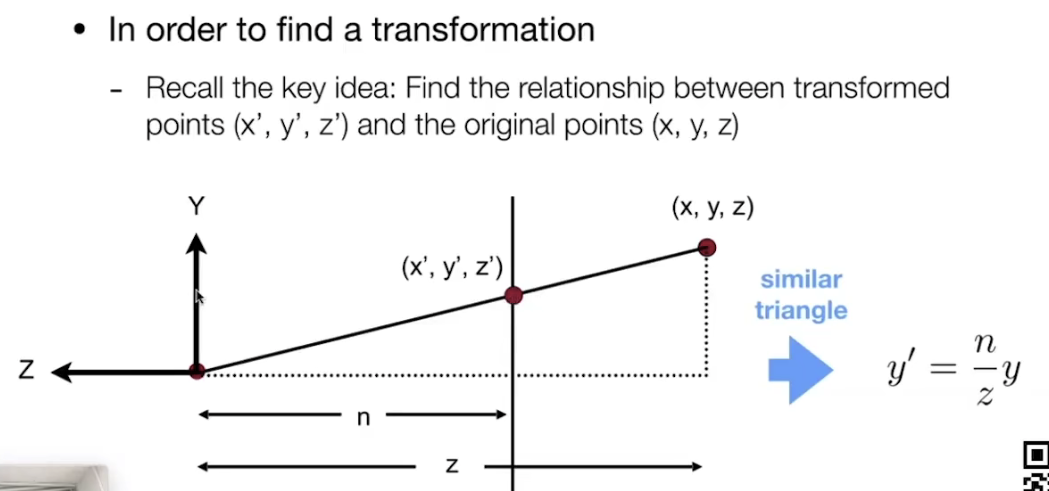 • In order to find a transformation
- Recall the key idea: Find the relationship between transformed
points (x’, y’, z’) and the original points (x, y, z)
Y
(x, y, z)
(x’, y’, z’)
similar
triangle
Z
y′ = n/z y
n
z